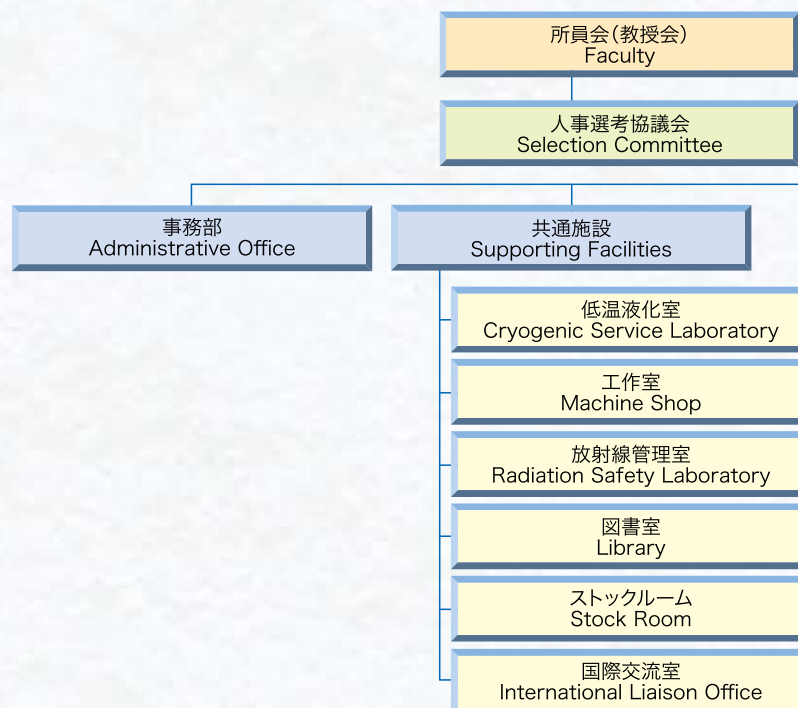 所員会(教授会)
Faculty
人事選考協議会
Selection Committee
事務部
Administrative Office
共通施設
Supporting Facilities
低温液化室
Cryogenic Service Laboratory
工作室
Machine Shop
放射線管理室
Radiation Safety Laboratory
図書室
Library
ストックルーム
Stock Room
国際交流室
International Liaison Office